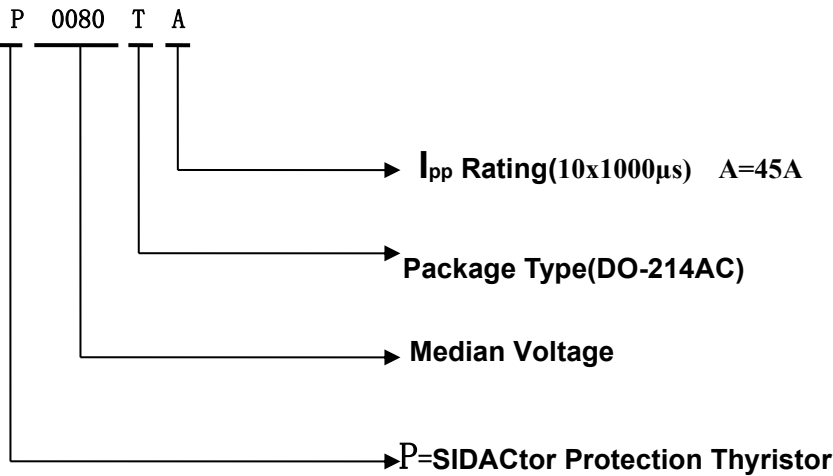 P 0080 T A
Ipp Rating(10x1000μs) A=45A
Package Type(DO-214AC)
Median Voltage
P=SIDACtor Protection Thyristor